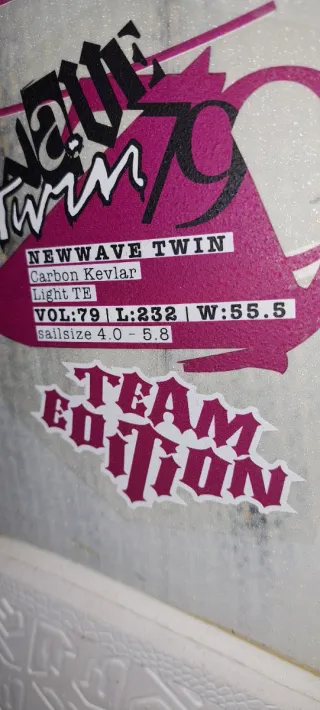 wave
Twin 79
NEWWAVE TWIN
Carbon Kevlar
Light TE
VOL:79 | L:232 | W:55.5
sailsize 4.0 - 5.8
TEAM
EDITION